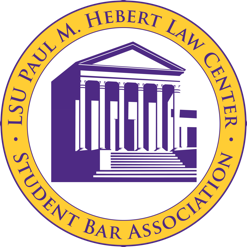 LSU PAUL M. HEBERT LAW CENTER
STUDENT BAR ASSOCIATION